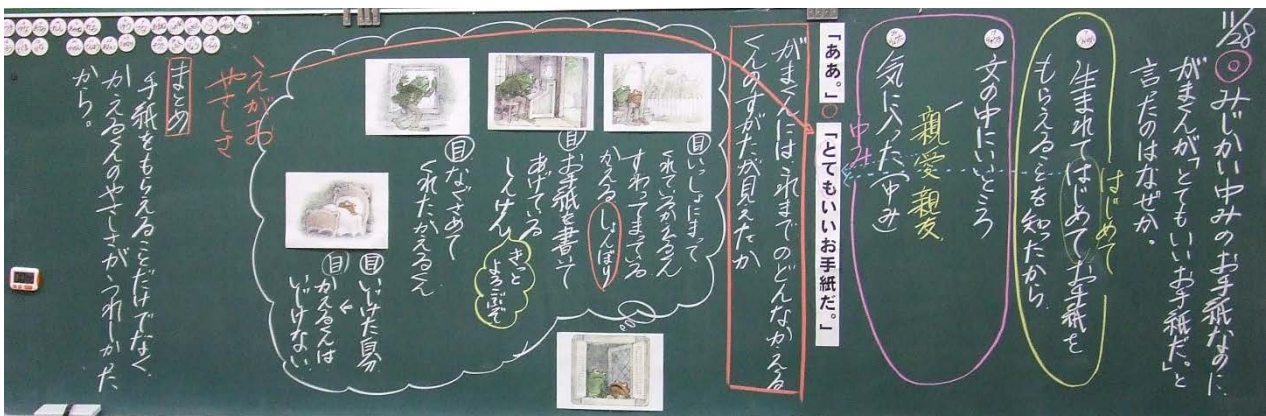 11/28
◎みじかい中みのお手紙なのに、
がまくんが「とてもいいお手紙だ。」と
言ったのはなぜか。
はじめて
生まれてはじめてお手紙を
もらえることを知ったから
文の中にいいところ
親愛 親友
気に入った(中み)
中み
「ああ。」
「とてもいいお手紙だ。」
がまくんには、これまでのどんなかえる
くんのすがたが見えたか
目いっしょにまって
くれているかえるくん
すわってまっている
かえる しょんぼり
目お手紙を書いて
あげている
しんけん
きっと
よろこぶぞ
目なぐさめて
くれたかえるくん
目いじけた自分
目かえるくんは
いじけない
えがお
やさしさ
まとめ
手紙をもらえることだけでなく、
かえるくんのやさしさがうれしかった
から。